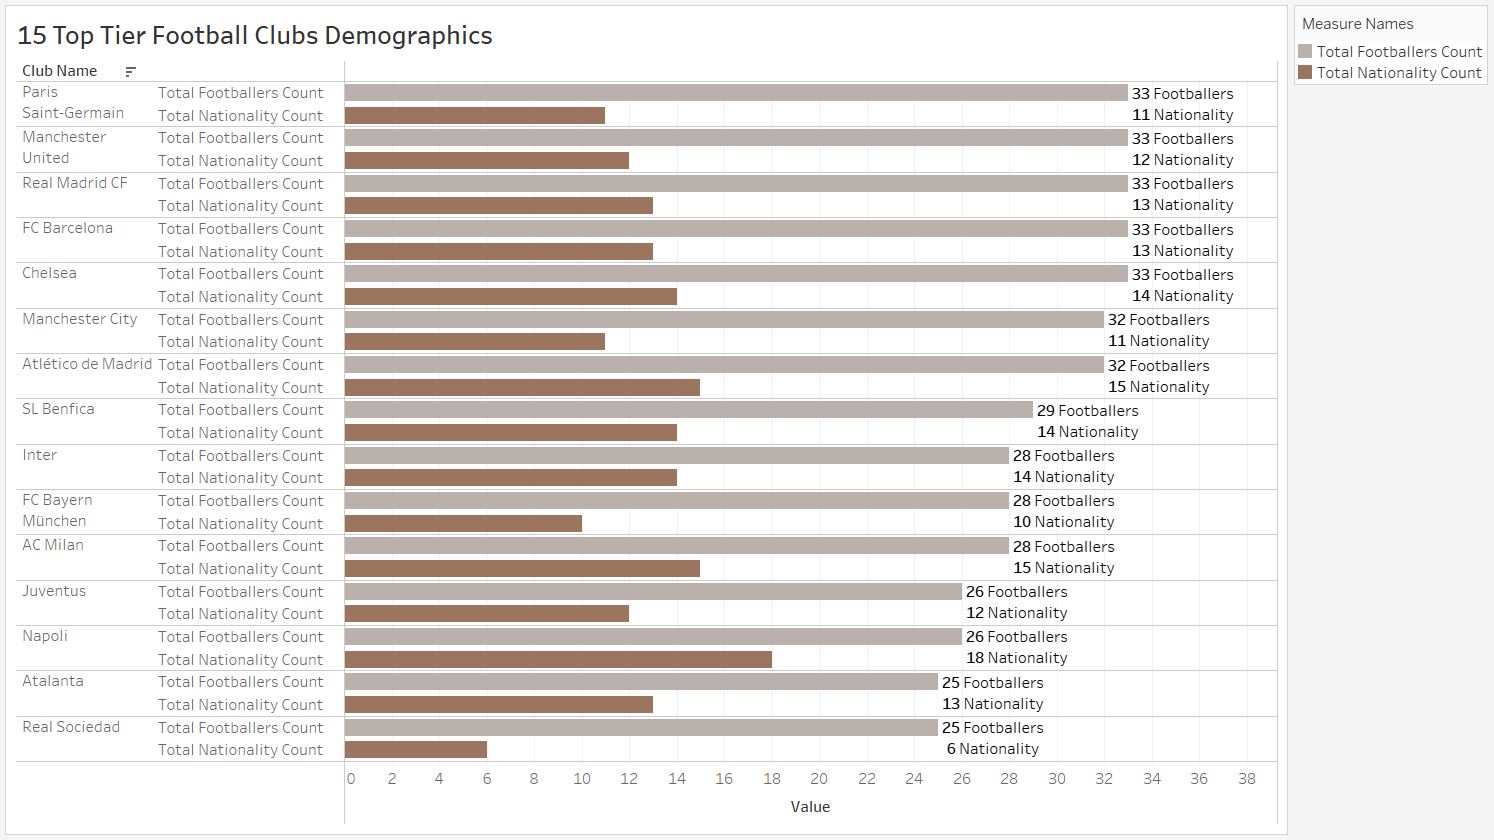 15 Top Tier Football Clubs Demographics
Measure Names
Total Footballers Count
Total Nationality Count
Club Name
Paris
Saint-Germain
Total Footballers Count
33 Footballers
Total Nationality Count
11 Nationality
Manchester
United
Total Footballers Count
33 Footballers
Total Nationality Count
12 Nationality
Real Madrid CF
Total Footballers Count
33 Footballers
Total Nationality Count
13 Nationality
FC Barcelona
Total Footballers Count
33 Footballers
Total Nationality Count
13 Nationality
Chelsea
Total Footballers Count
33 Footballers
Total Nationality Count
14 Nationality
Manchester City
Total Footballers Count
32 Footballers
Total Nationality Count
11 Nationality
Atlético de Madrid
Total Footballers Count
32 Footballers
Total Nationality Count
15 Nationality
SL Benfica
Total Footballers Count
29 Footballers
Total Nationality Count
14 Nationality
Inter
Total Footballers Count
28 Footballers
Total Nationality Count
14 Nationality
FC Bayern
München
Total Footballers Count
28 Footballers
Total Nationality Count
10 Nationality
AC Milan
Total Footballers Count
28 Footballers
Total Nationality Count
15 Nationality
Juventus
Total Footballers Count
26 Footballers
Total Nationality Count
12 Nationality
Napoli
Total Footballers Count
26 Footballers
Total Nationality Count
18 Nationality
Atalanta
Total Footballers Count
25 Footballers
Total Nationality Count
13 Nationality
Real Sociedad
Total Footballers Count
25 Footballers
Total Nationality Count
6 Nationality
0 2 4 6 8 10 12 14 16 18 20 22 24 26 28 30 32 34 36 38
Value